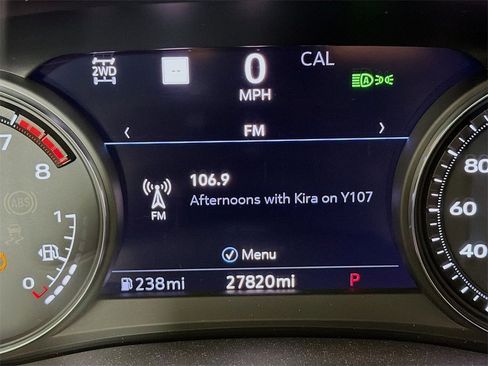 2WD
--
0
MPH
CAL
A
FM
106.9
Afternoons with Kira on Y107
FM
Menu
238mi
27820mi
P
7
8
ABS
1
0
80
60
40